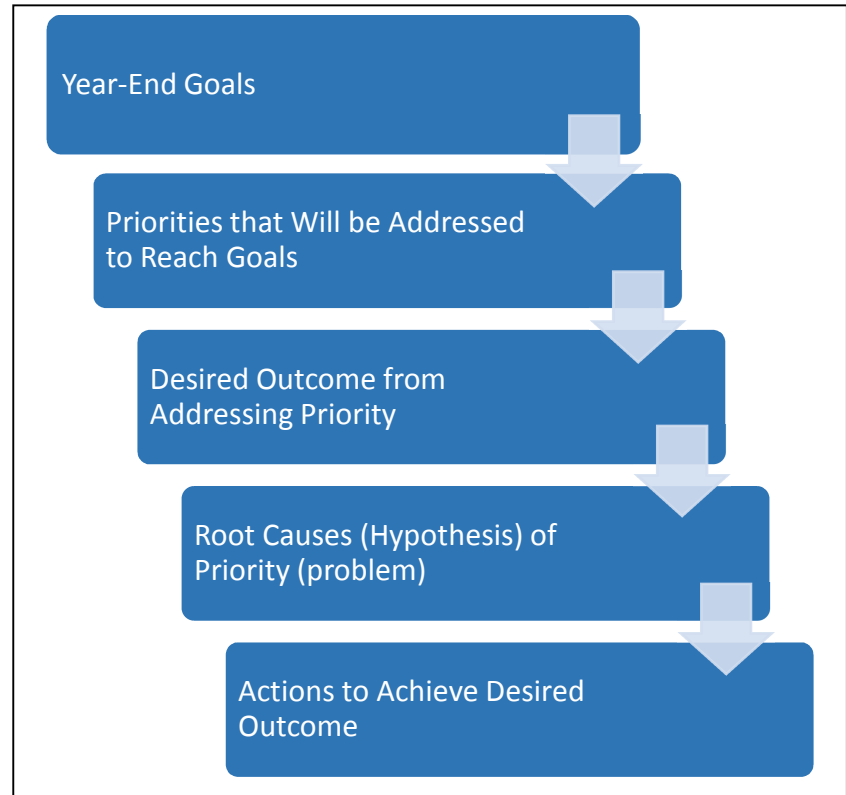 Year-End Goals
Priorities that Will be Addressed
to Reach Goals
Desired Outcome from
Addressing Priority
Root Causes (Hypothesis) of
Priority (problem)
Actions to Achieve Desired
Outcome